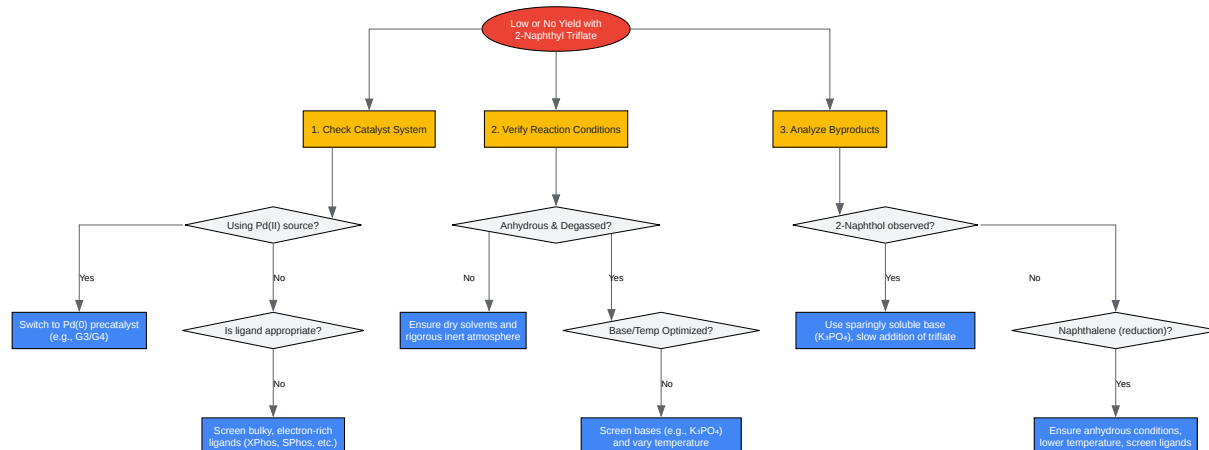 Low or No Yield with
2-Naphthyl Triflate
1. Check Catalyst System
2. Verify Reaction Conditions
3. Analyze Byproducts
Using Pd(II) source?
Anhydrous & Degassed?
2-Naphthol observed?
Yes
No
No
Yes
Yes
No
Switch to Pd(0) precatalyst
(e.g., G3/G4)
Is ligand appropriate?
Ensure dry solvents and
rigorous inert atmosphere
Base/Temp Optimized?
Use sparingly soluble base
(K₃PO₄), slow addition of triflate
Naphthalene (reduction)?
No
No
Yes
Screen bulky, electron-rich
ligands (XPhos, SPhos, etc.)
Screen bases (e.g., K₃PO₄)
and vary temperature
Ensure anhydrous conditions,
lower temperature, screen ligands